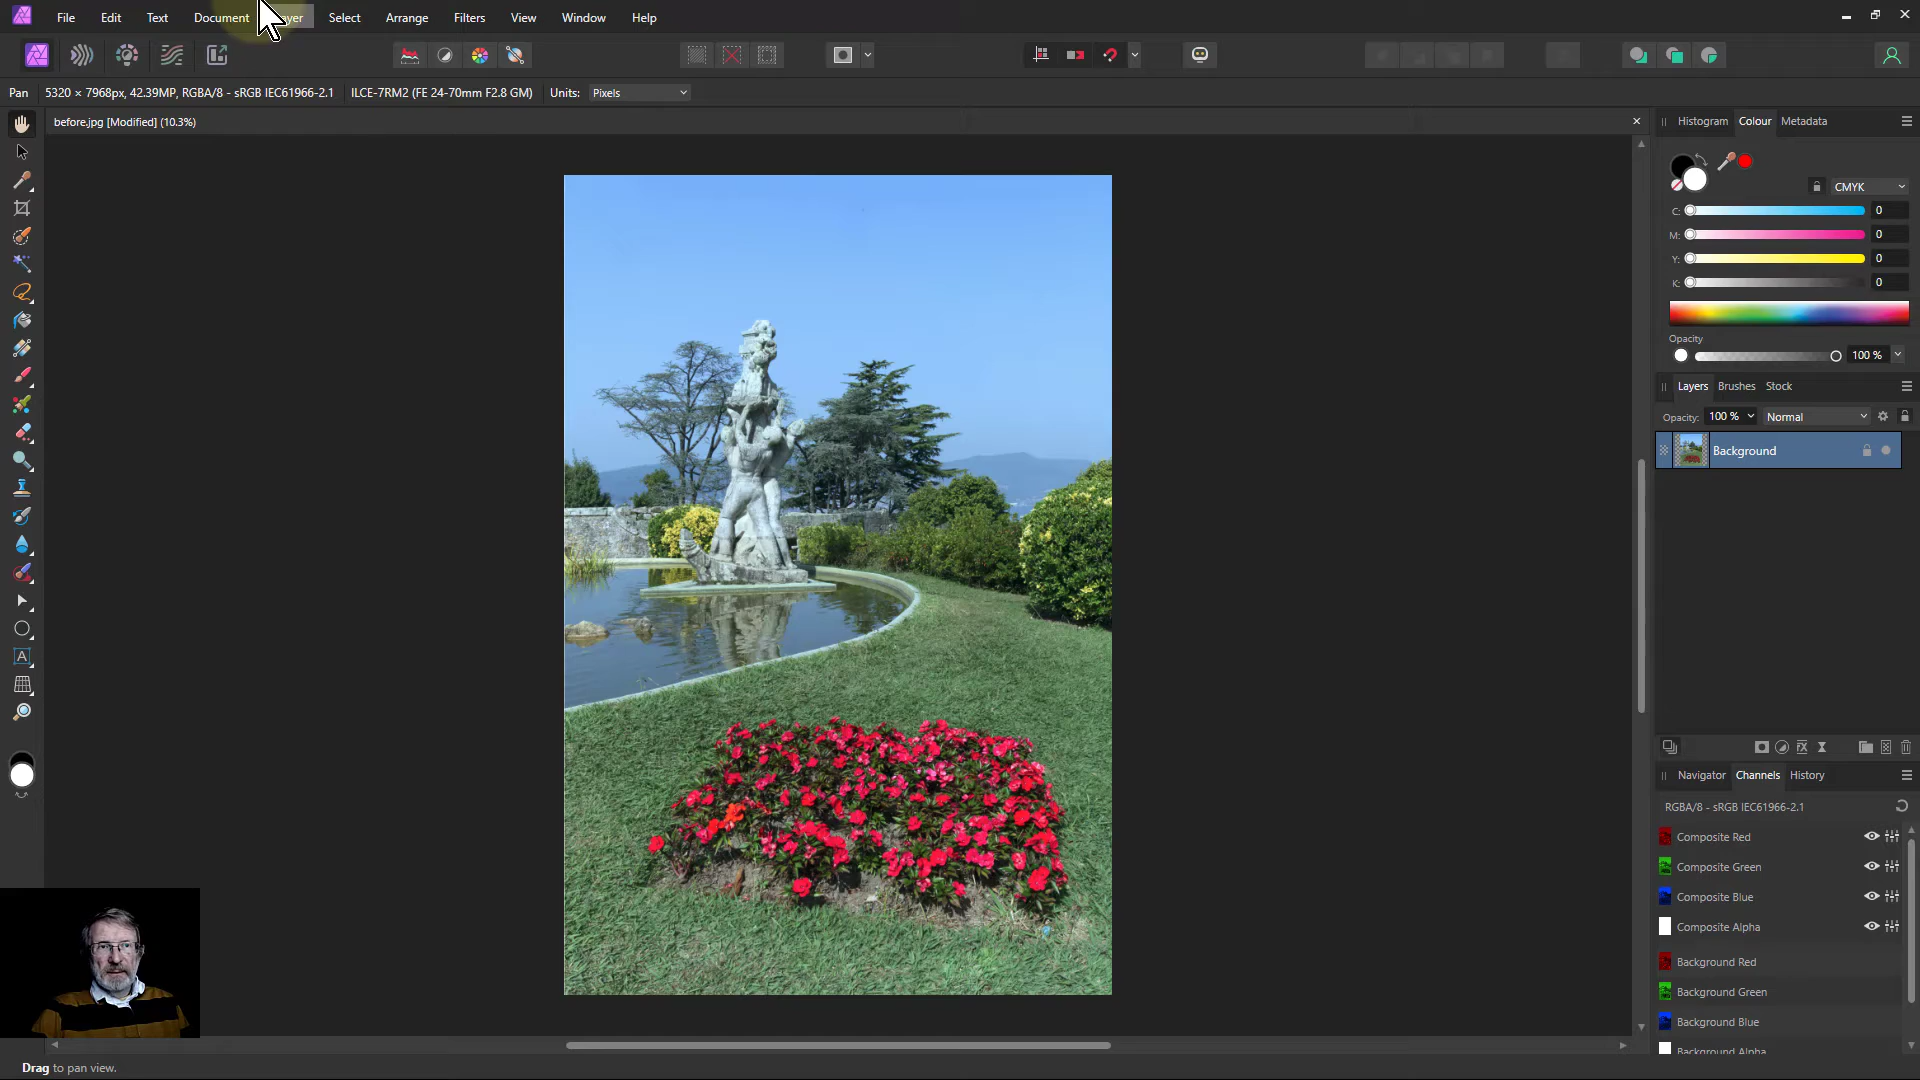 File Edit Text Document Layer Select Arrange Filters View Window Help
Pan 5320 × 7968px, 42.39MP, RGBA/8 - sRGB IEC61966-2.1 ILCE-7RM2 (FE 24-70mm F2.8 GM) Units: Pixels
before.jpg [Modified] (10.3%)
Histogram Colour Metadata
CMYK
C: 0
M: 0
Y: 0
K: 0
Opacity
100 %
Layers Brushes Stock
Opacity: 100 % Normal
Background
Navigator Channels History
RGBA/8 - sRGB IEC61966-2.1
Composite Red
Composite Green
Composite Blue
Composite Alpha
Background Red
Background Green
Background Blue
Background Alpha
Drag to pan view.